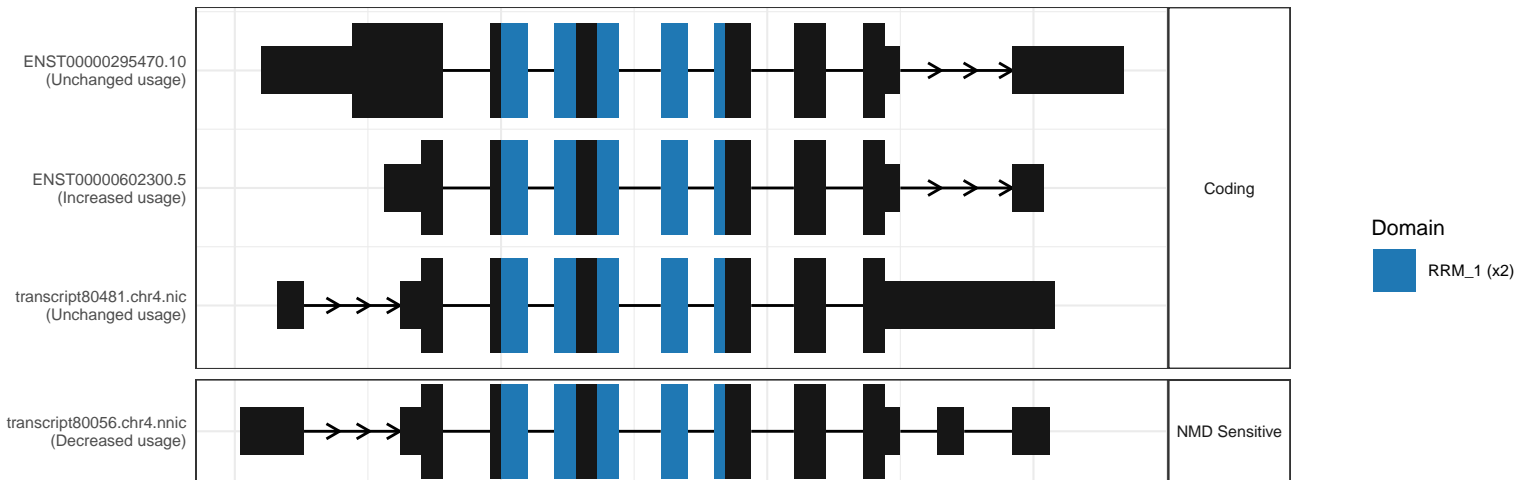 ENST00000295470.10
(Unchanged usage)
ENST00000602300.5
(Increased usage)
transcript80481.chr4.nic
(Unchanged usage)
Coding
transcript80056.chr4.nnic
(Decreased usage)
NMD Sensitive
Domain
RRM_1 (x2)